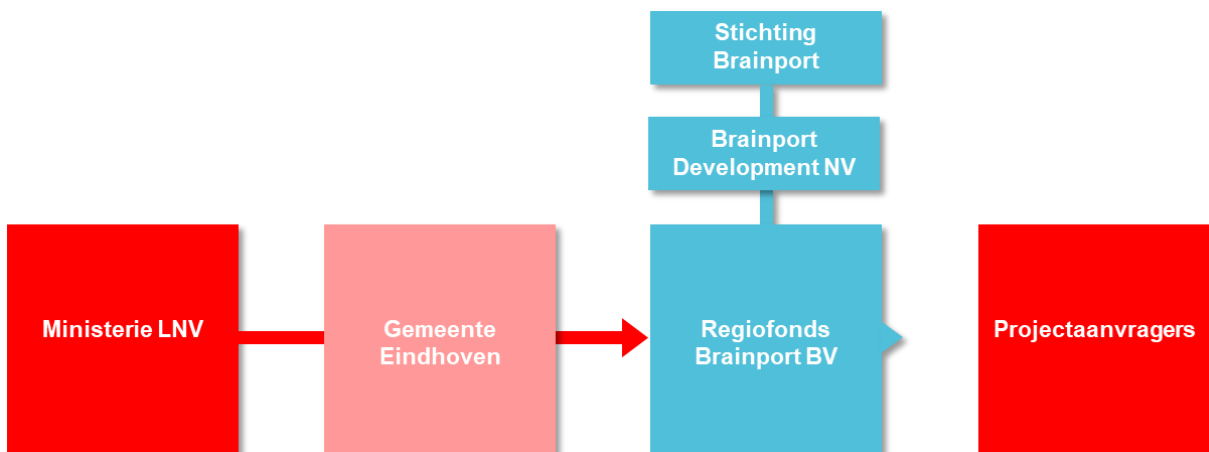 Stichting
Brainport
Brainport
Development NV
Ministerie LNV
Gemeente
Eindhoven
Regiofonds
Brainport BV
Projectaanvragers